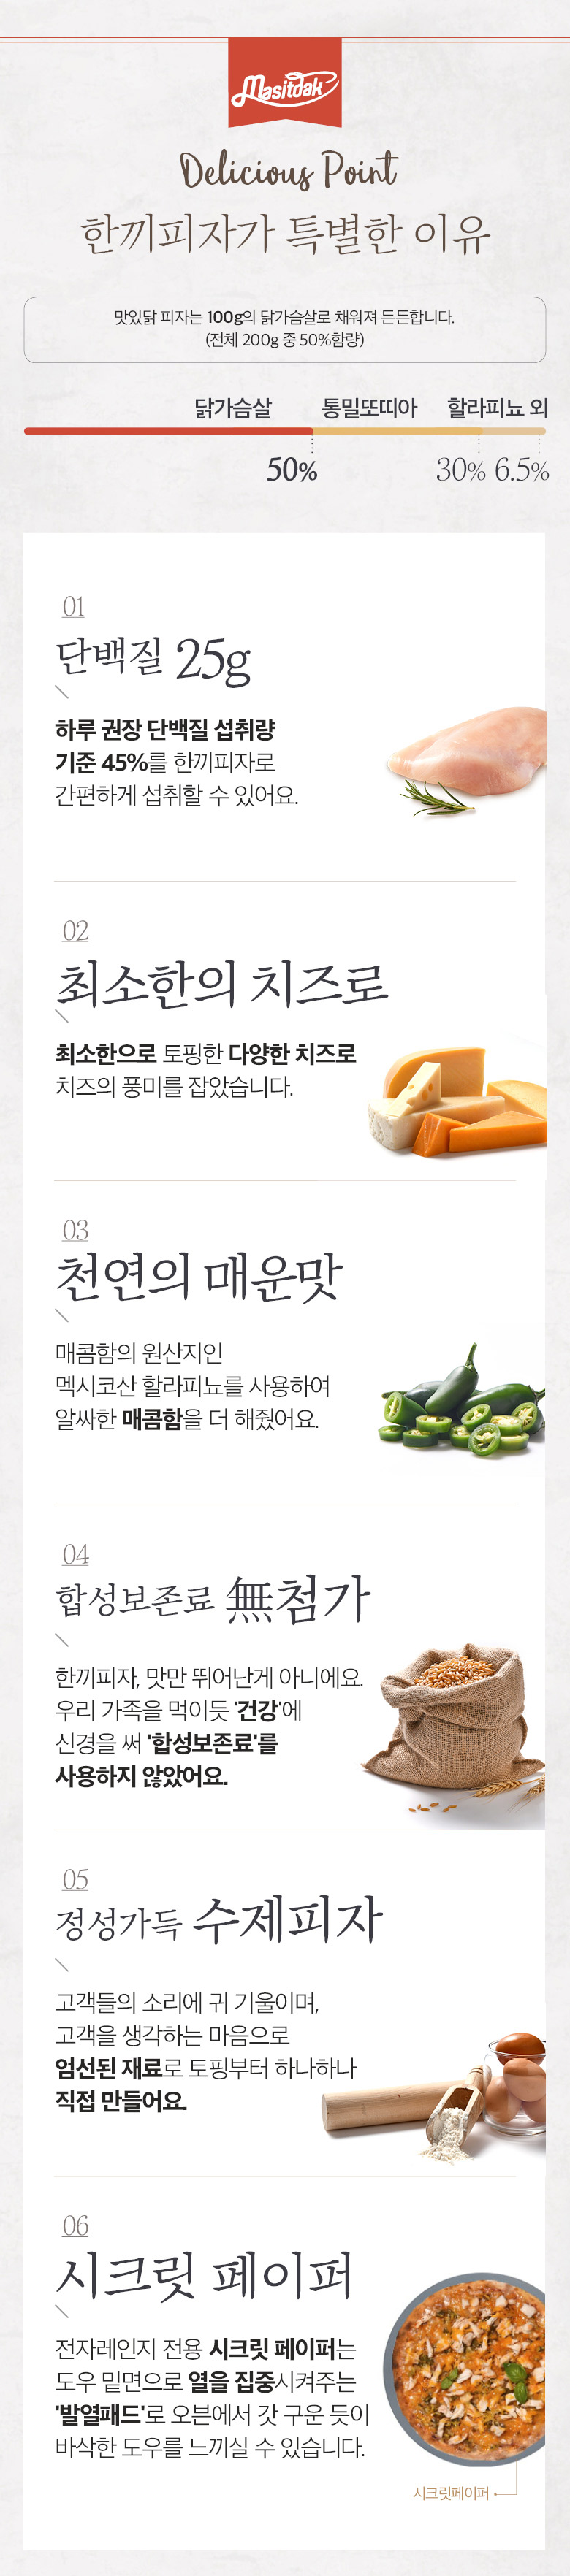 Masitdak
Delicious Point
한끼피자가 특별한 이유
맛있닭 피자는 100g의 닭가슴살로 채워져 든든합니다.
(전체 200g 중 50%함량)
닭가슴살 통밀또띠아 할라피뇨 외
50% 30% 6.5%
01
단백질 25g
하루 권장 단백질 섭취량
기준 45%를 한끼피자로
간편하게 섭취할 수 있어요.
02
최소한의 치즈로
최소한으로 토핑한 다양한 치즈로
치즈의 풍미를 잡았습니다.
03
천연의 매운맛
매콤함의 원산지인
멕시코산 할라피뇨를 사용하여
알싸한 매콤함을 더 해줬어요.
04
합성보존료 無첨가
한끼피자, 맛만 뛰어난게 아니에요.
우리 가족을 먹이듯 '건강'에
신경을 써 '합성보존료'를
사용하지 않았어요.
05
정성가득 수제피자
고객들의 소리에 귀 기울이며,
고객을 생각하는 마음으로
엄선된 재료로 토핑부터 하나하나
직접 만들어요.
06
시크릿 페이퍼
전자레인지 전용 시크릿 페이퍼는
도우 밑면으로 열을 집중시켜주는
'발열패드'로 오븐에서 갓 구운 듯이
바삭한 도우를 느끼실 수 있습니다.
시크릿페이퍼